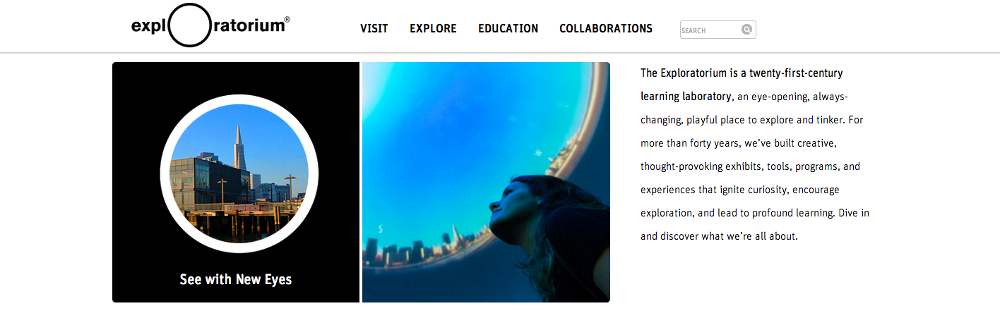 expl ratorium®
VISIT EXPLORE EDUCATION COLLABORATIONS
SEARCH
See with New Eyes
W
S
The Exploratorium is a twenty-first-century
learning laboratory, an eye-opening, always-
changing, playful place to explore and tinker. For
more than forty years, we’ve built creative,
thought-provoking exhibits, tools, programs, and
experiences that ignite curiosity, encourage
exploration, and lead to profound learning. Dive in
and discover what we’re all about.